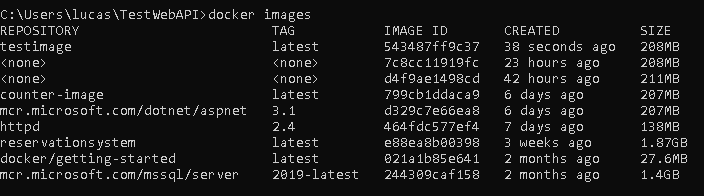 C:\Users\lucas\TestWebAPI>docker images
REPOSITORY TAG IMAGE ID CREATED SIZE
testimage latest 543487ff9c37 38 seconds ago 208MB
<none> <none> 7c8cc11919fc 23 hours ago 208MB
<none> <none> d4f9ae1498cd 42 hours ago 211MB
counter-image latest 799cb1ddaca9 6 days ago 207MB
mcr.microsoft.com/dotnet/aspnet 3.1 d329c7e66ea8 6 days ago 207MB
httpd 2.4 464fdc577ef4 7 days ago 138MB
reservationsystem latest e88ea8b00398 3 weeks ago 1.87GB
docker/getting-started latest 021a1b85e641 2 months ago 27.6MB
mcr.microsoft.com/mssql/server 2019-latest 244309caf158 2 months ago 1.4GB